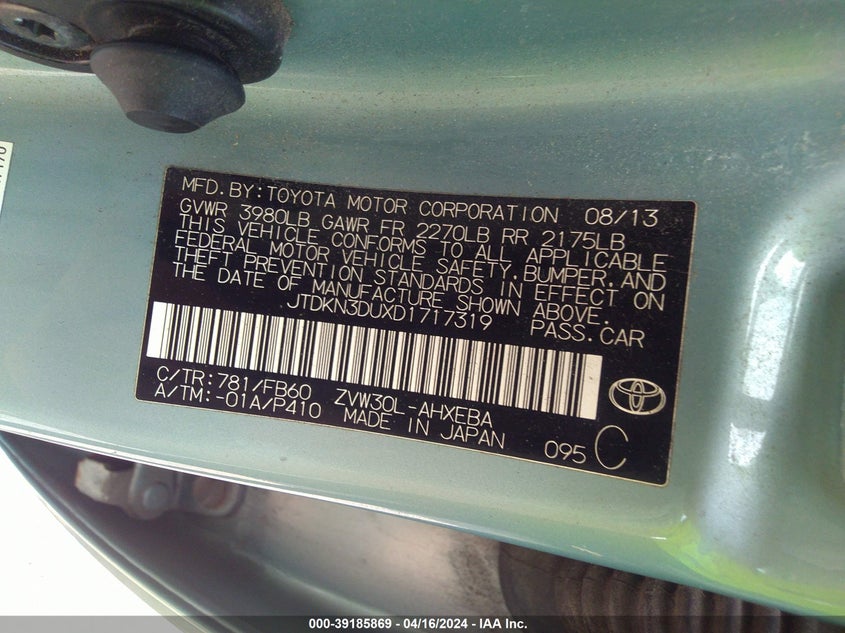 MFD.BY:TOYOTA MOTOR CORPORATION 08/13
GVWR 3980LB GAWR FR 2270LB RR 2175LB
THIS VEHICLE CONFORMS TO ALL APPLICABLE
FEDERAL MOTOR VEHICLE SAFETY,BUMPER,AND
THEFT PREVENTION STANDARDS IN EFFECT ON
THE DATE OF MANUFACTURE SHOWN ABOVE.
JTDKN3DUXD1717319 PASS.CAR
C/TR:781/FB60 ZVW30L-AHXEBA
A/TM:-01A/P410 MADE IN JAPAN
095 C
000-39185869 - 04/16/2024 - IAA Inc.